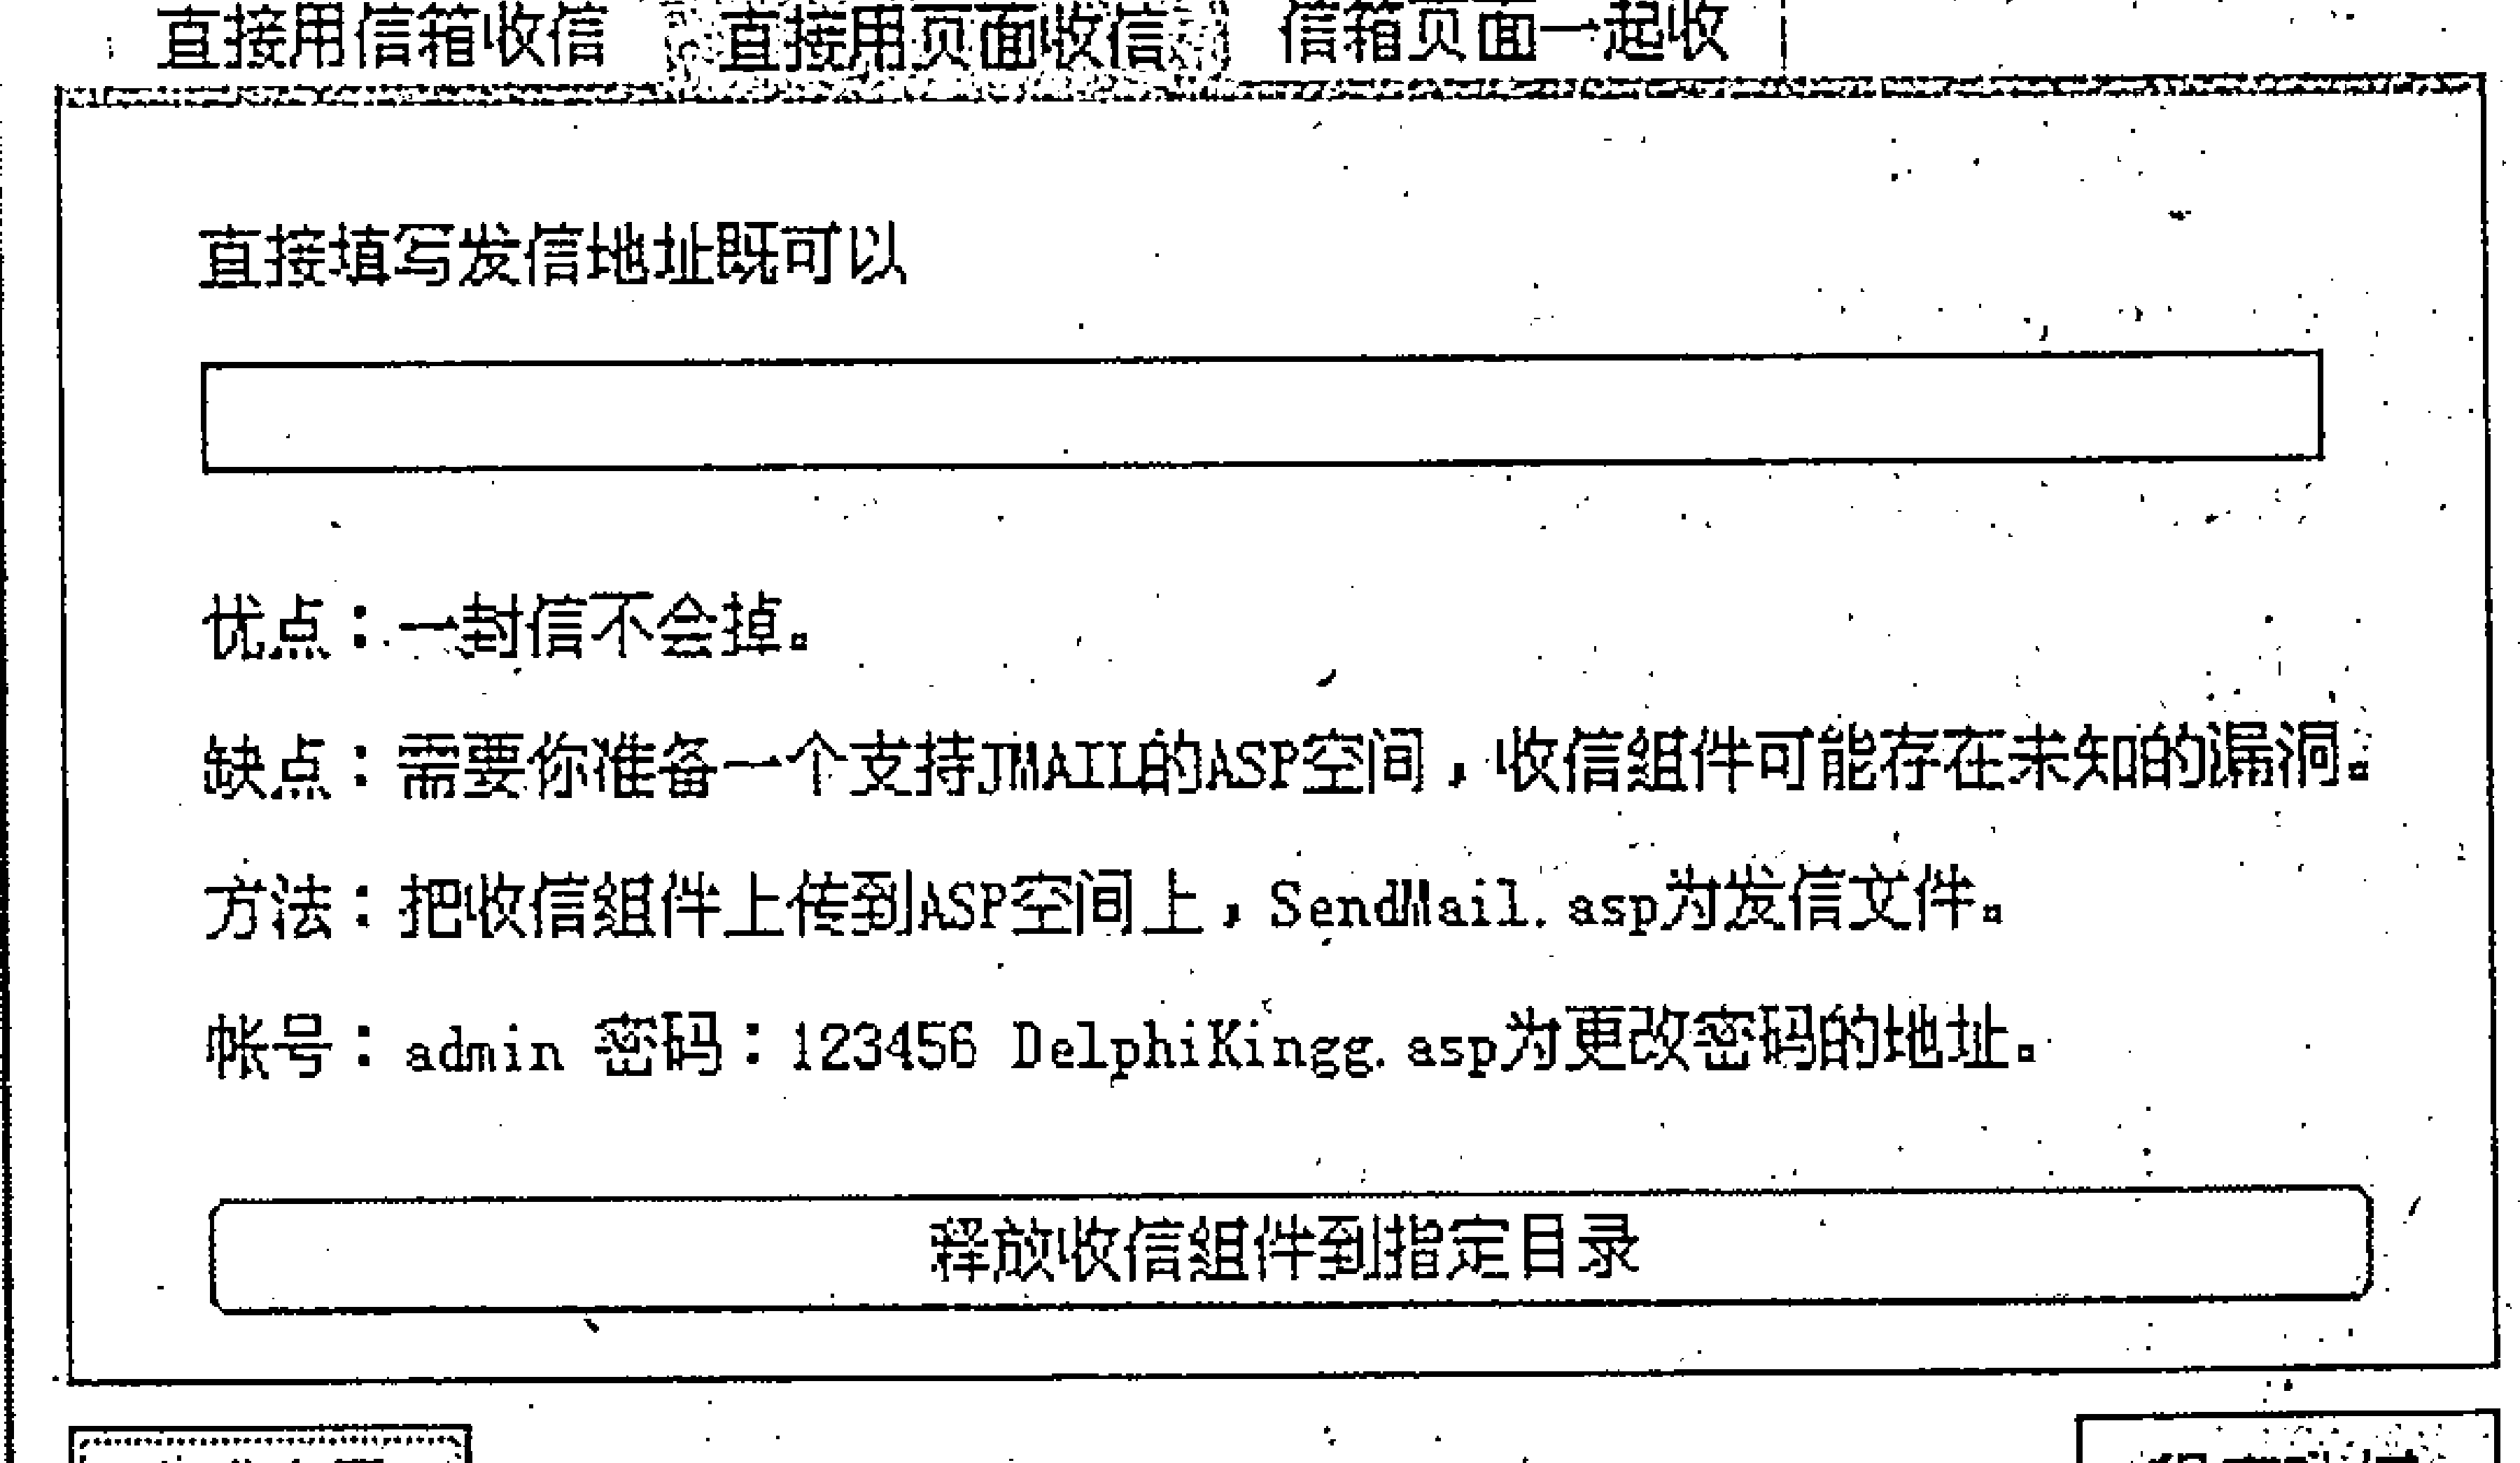 直接用信箱收信 直接用页面收信 信箱页面一起收
直接填写发信地址既可以
优点：一封信不会掉。
缺点：需要你准备一个支持JMAIL的ASP空间，收信组件可能存在未知的漏洞。
方法：把收信组件上传到ASP空间上，SendMail.asp为发信文件。
帐号：admin 密码：123456 DelphiKingg.asp为更改密码的地址。
释放收信组件到指定目录